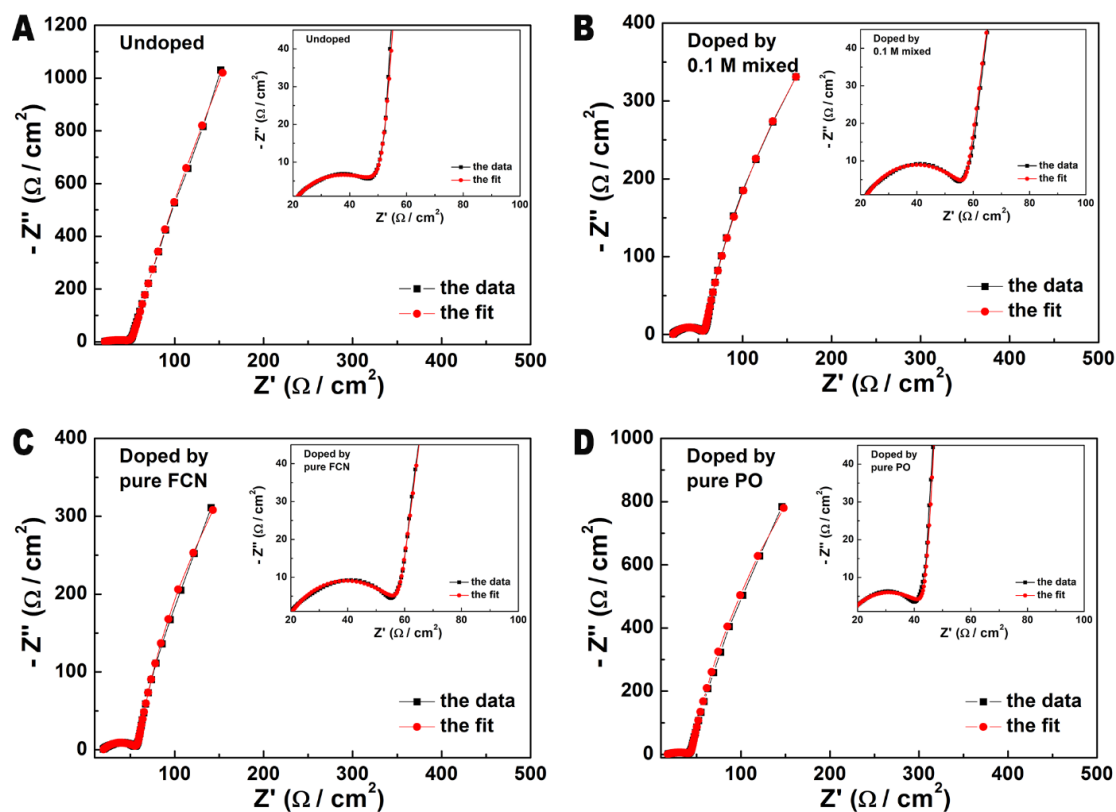 A
Undoped
1200
1000
800
600
400
200
0
- Z'' (Ω / cm²)
100 200 300 400 500
Z' (Ω / cm²)
the data
the fit
Undoped
40
30
20
10
- Z'' (Ω / cm²)
20 40 60 80 100
Z' (Ω / cm²)
the data
the fit
B
Doped by
0.1 M mixed
400
300
200
100
0
- Z'' (Ω / cm²)
100 200 300 400 500
Z' (Ω / cm²)
the data
the fit
Doped by
0.1 M mixed
40
30
20
10
- Z'' (Ω / cm²)
20 40 60 80 100
Z' (Ω / cm²)
the data
the fit
C
Doped by
pure FCN
400
300
200
100
0
- Z'' (Ω / cm²)
100 200 300 400 500
Z' (Ω / cm²)
the data
the fit
Doped by
pure FCN
40
30
20
10
- Z'' (Ω / cm²)
20 40 60 80 100
Z' (Ω / cm²)
the data
the fit
D
Doped by
pure PO
1000
800
600
400
200
0
- Z'' (Ω / cm²)
100 200 300 400 500
Z' (Ω / cm²)
the data
the fit
Doped by
pure PO
40
30
20
10
- Z'' (Ω / cm²)
20 40 60 80 100
Z' (Ω / cm²)
the data
the fit